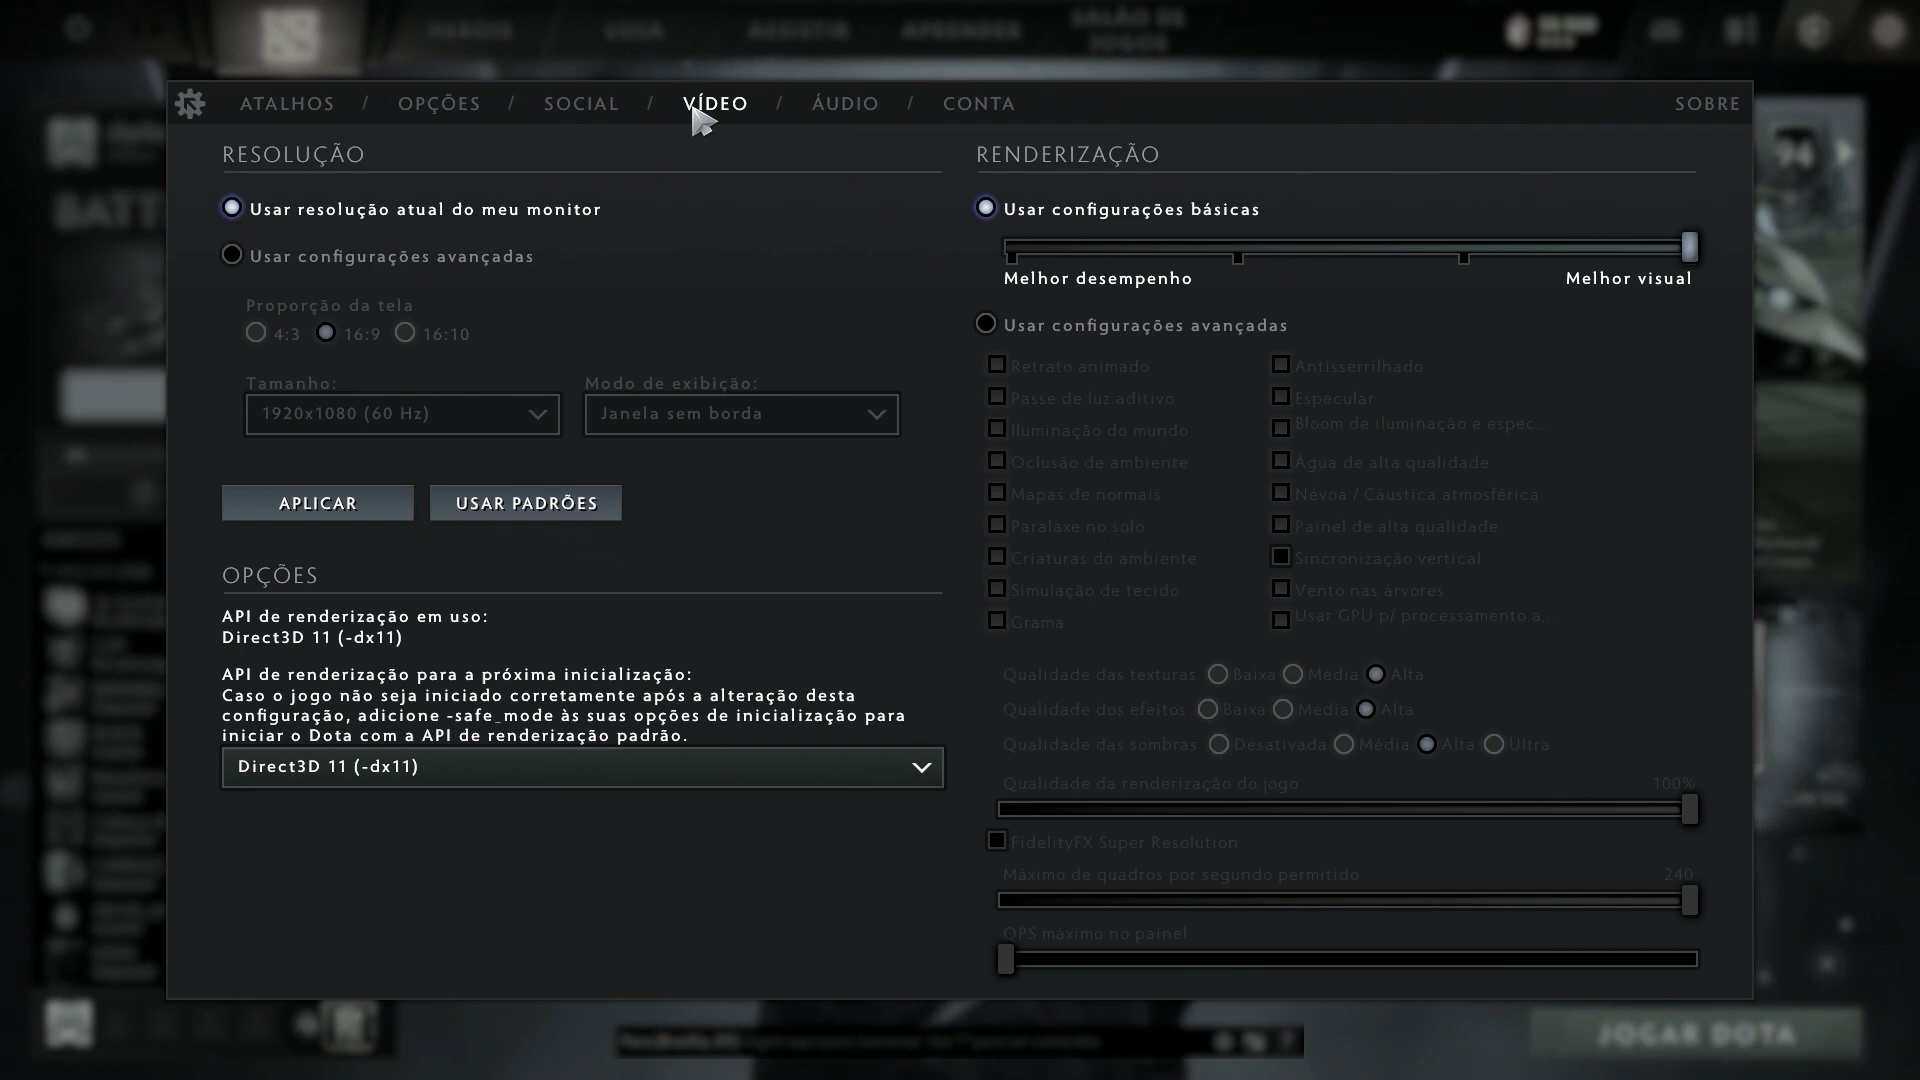 HERÓIS
LOJA
ASSISTIR
APRENDER
SALÃO DE
JOGOS
ATALHOS / OPÇÕES / SOCIAL / VÍDEO / ÁUDIO / CONTA
SOBRE
94
RESOLUÇÃO
Usar resolução atual do meu monitor
Usar configurações avançadas
Proporção da tela
4:3 16:9 16:10
Tamanho:
1920x1080 (60 Hz)
Modo de exibição:
Janela sem borda
APLICAR
USAR PADRÕES
OPÇÕES
API de renderização em uso:
Direct3D 11 (-dx11)
API de renderização para a próxima inicialização:
Caso o jogo não seja iniciado corretamente após a alteração desta
configuração, adicione -safe_mode às suas opções de inicialização para
iniciar o Dota com a API de renderização padrão.
Direct3D 11 (-dx11)
RENDERIZAÇÃO
Usar configurações básicas
Melhor desempenho
Melhor visual
Usar configurações avançadas
Retrato animado
Passe de luz aditivo
Iluminação do mundo
Oclusão de ambiente
Mapas de normais
Paralaxe no solo
Criaturas do ambiente
Simulação de tecido
Grama
Antisserrilhado
Especular
Bloom de iluminação e espec...
Água de alta qualidade
Névoa / Cáustica atmosférica
Painel de alta qualidade
Sincronização vertical
Vento nas árvores
Usar GPU p/ processamento a...
Qualidade das texturas Baixa Média Alta
Qualidade dos efeitos Baixa Média Alta
Qualidade das sombras Desativada Média Alta Ultra
Qualidade da renderização do jogo 100%
FidelityFX Super Resolution
Máximo de quadros por segundo permitido 240
QPS máximo no painel
JOGAR DOTA